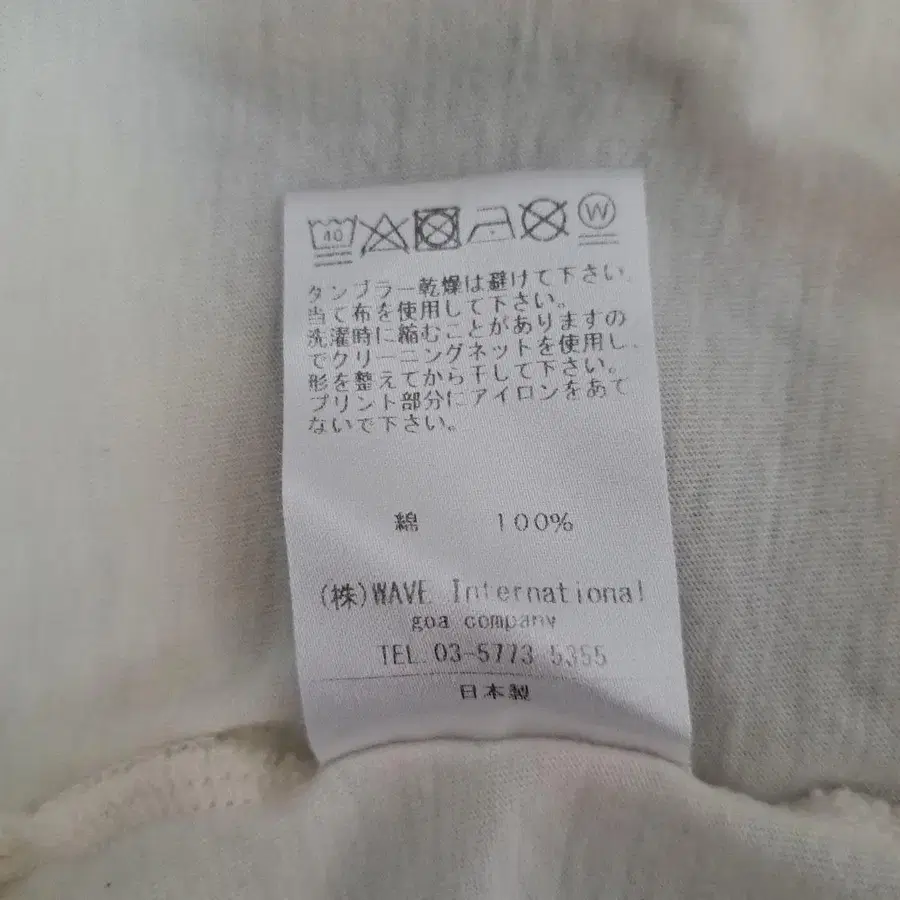 40 W
タンブラー乾燥は避けて下さい。
当て布を使用して下さい。
洗濯時に縮むことがありますの
でクリーニングネットを使用し、
形を整えてから干して下さい。
プリント部分にアイロンをあて
ないで下さい。
綿 100%
(株)WAVE International
goa company
TEL.03-5773-5355
日本製